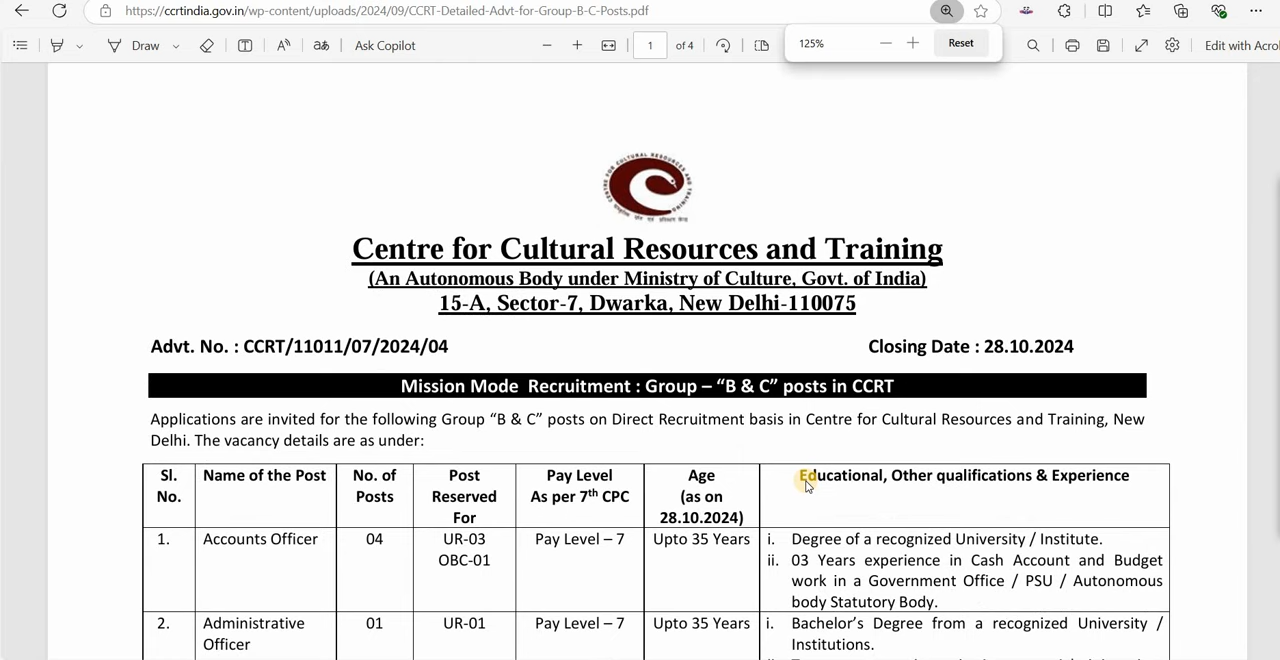 https://ccrtindia.gov.in/wp-content/uploads/2024/09/CCRT-Detailed-Advt-for-Group-B-C-Posts.pdf
Draw
Ask Copilot
1 of 4
125%
Reset
Edit with Acro
Centre for Cultural Resources and Training
(An Autonomous Body under Ministry of Culture, Govt. of India)
15-A, Sector-7, Dwarka, New Delhi-110075
Advt. No. : CCRT/11011/07/2024/04 Closing Date : 28.10.2024
Mission Mode Recruitment : Group – “B & C” posts in CCRT
Applications are invited for the following Group “B & C” posts on Direct Recruitment basis in Centre for Cultural Resources and Training, New
Delhi. The vacancy details are as under:
Sl. No.
Name of the Post
No. of Posts
Post Reserved For
Pay Level As per 7th CPC
Age (as on 28.10.2024)
Educational, Other qualifications & Experience
1.
Accounts Officer
04
UR-03
OBC-01
Pay Level – 7
Upto 35 Years
i. Degree of a recognized University / Institute.
ii. 03 Years experience in Cash Account and Budget
work in a Government Office / PSU / Autonomous
body Statutory Body.
2.
Administrative
Officer
01
UR-01
Pay Level – 7
Upto 35 Years
i. Bachelor’s Degree from a recognized University /
Institutions.